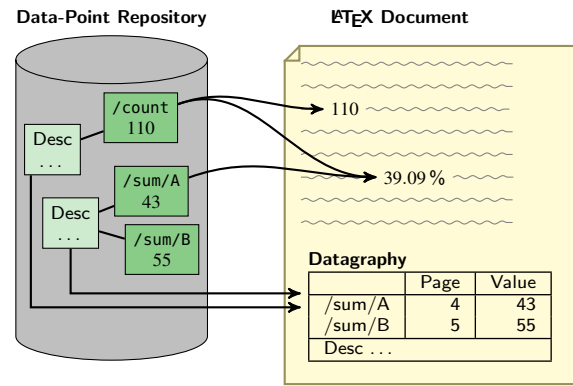 Data-Point Repository
LATEX Document
/count
110
Desc
...
/sum/A
43
Desc
...
/sum/B
55
110
39.09 %
Datagraphy
Page Value
/sum/A 4 43
/sum/B 5 55
Desc ...